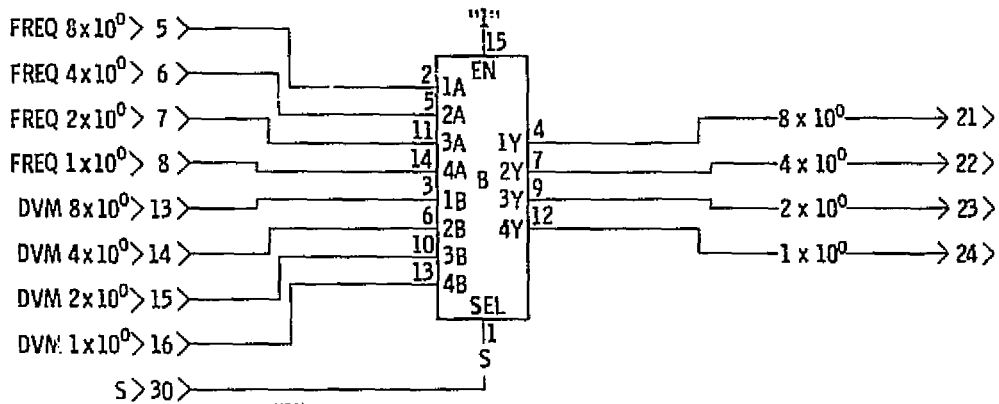 FREQ 8x10⁰> 5 >
FREQ 4x10⁰> 6 >
FREQ 2x10⁰> 7 >
FREQ 1x10⁰> 8 >
DVM 8x10⁰> 13 >
DVM 4x10⁰> 14 >
DVM 2x10⁰> 15 >
DVM 1x10⁰> 16 >
S > 30 >
"1"
15
EN
2 1A
5 2A
11 3A
14 4A
3 1B
6 2B
10 3B
13 4B
B
1Y 4
2Y 7
3Y 9
4Y 12
SEL
1
S
8 x 10⁰ > 21 >
4 x 10⁰ > 22 >
2 x 10⁰ > 23 >
1 x 10⁰ > 24 >